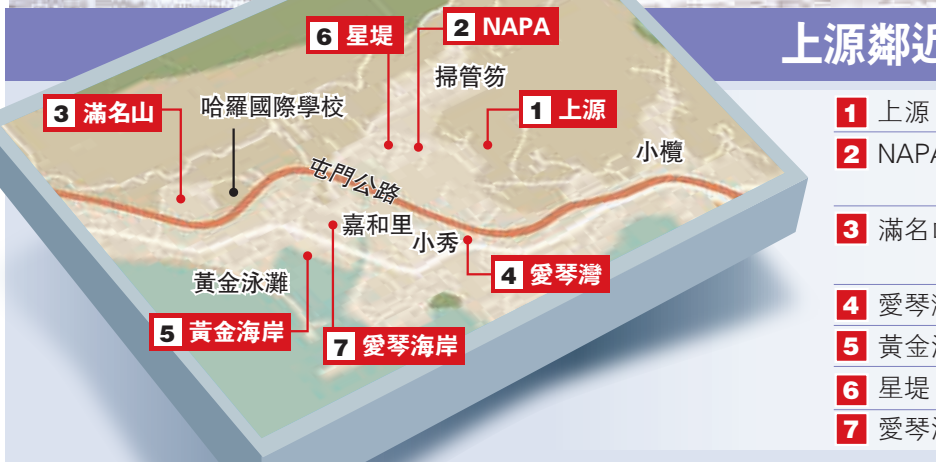 上源鄰近
6 星堤
2 NAPA
掃管笏
3 滿名山
哈羅國際學校
1 上源
小欖
屯門公路
嘉和里
小秀
黃金泳灘
4 愛琴灣
5 黃金海岸
7 愛琴海岸
1 上源
2 NAPA
3 滿名
4 愛琴
5 黃金
6 星堤
7 愛琴